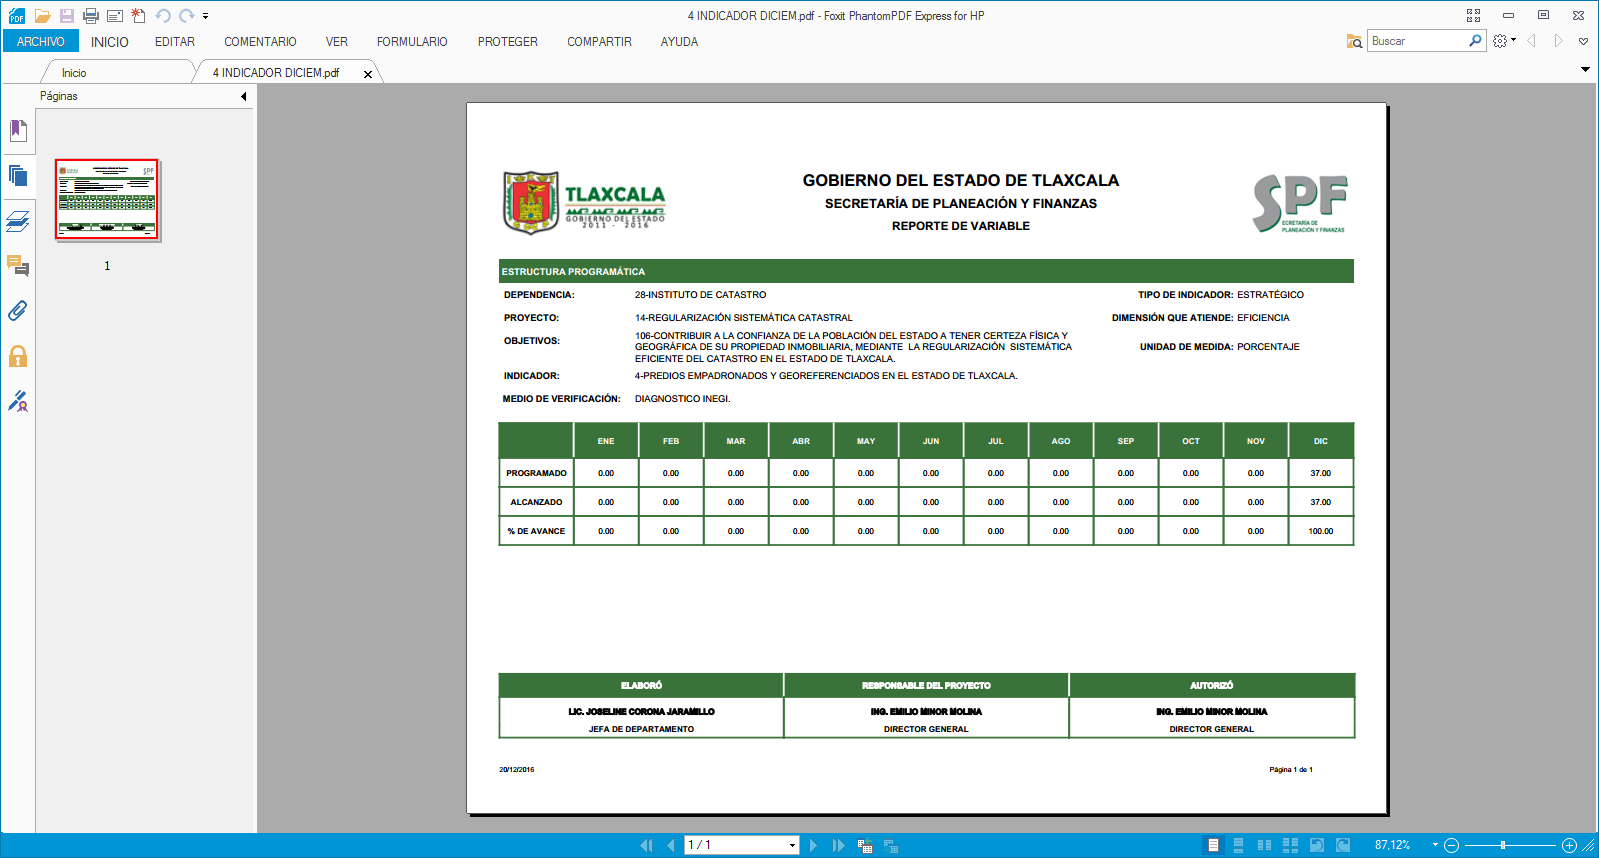 4 INDICADOR DICIEM.pdf - Foxit PhantomPDF Express for HP
ARCHIVO INICIO EDITAR COMENTARIO VER FORMULARIO PROTEGER COMPARTIR AYUDA Buscar
Inicio 4 INDICADOR DICIEM.pdf
Páginas
1
TLAXCALA
GOBIERNO DEL ESTADO
2011 - 2016
GOBIERNO DEL ESTADO DE TLAXCALA
SECRETARÍA DE PLANEACIÓN Y FINANZAS
REPORTE DE VARIABLE
SPF
SECRETARÍA DE
PLANEACIÓN Y FINANZAS
ESTRUCTURA PROGRAMÁTICA
DEPENDENCIA: 28-INSTITUTO DE CATASTRO TIPO DE INDICADOR: ESTRATÉGICO
PROYECTO: 14-REGULARIZACIÓN SISTEMÁTICA CATASTRAL DIMENSIÓN QUE ATIENDE: EFICIENCIA
OBJETIVOS: 106-CONTRIBUIR A LA CONFIANZA DE LA POBLACIÓN DEL ESTADO A TENER CERTEZA FÍSICA Y
GEOGRÁFICA DE SU PROPIEDAD INMOBILIARIA, MEDIANTE LA REGULARIZACIÓN SISTEMÁTICA UNIDAD DE MEDIDA: PORCENTAJE
EFICIENTE DEL CATASTRO EN EL ESTADO DE TLAXCALA.
INDICADOR: 4-PREDIOS EMPADRONADOS Y GEOREFERENCIADOS EN EL ESTADO DE TLAXCALA.
MEDIO DE VERIFICACIÓN: DIAGNOSTICO INEGI.
ENE FEB MAR ABR MAY JUN JUL AGO SEP OCT NOV DIC
PROGRAMADO 0.00 0.00 0.00 0.00 0.00 0.00 0.00 0.00 0.00 0.00 0.00 37.00
ALCANZADO 0.00 0.00 0.00 0.00 0.00 0.00 0.00 0.00 0.00 0.00 0.00 37.00
% DE AVANCE 0.00 0.00 0.00 0.00 0.00 0.00 0.00 0.00 0.00 0.00 0.00 100.00
ELABORÓ RESPONSABLE DEL PROYECTO AUTORIZÓ
LIC. JOSELINE CORONA JARAMILLO ING. EMILIO MINOR MOLINA ING. EMILIO MINOR MOLINA
JEFA DE DEPARTAMENTO DIRECTOR GENERAL DIRECTOR GENERAL
20/12/2016 Página 1 de 1
1 / 1 87,12%